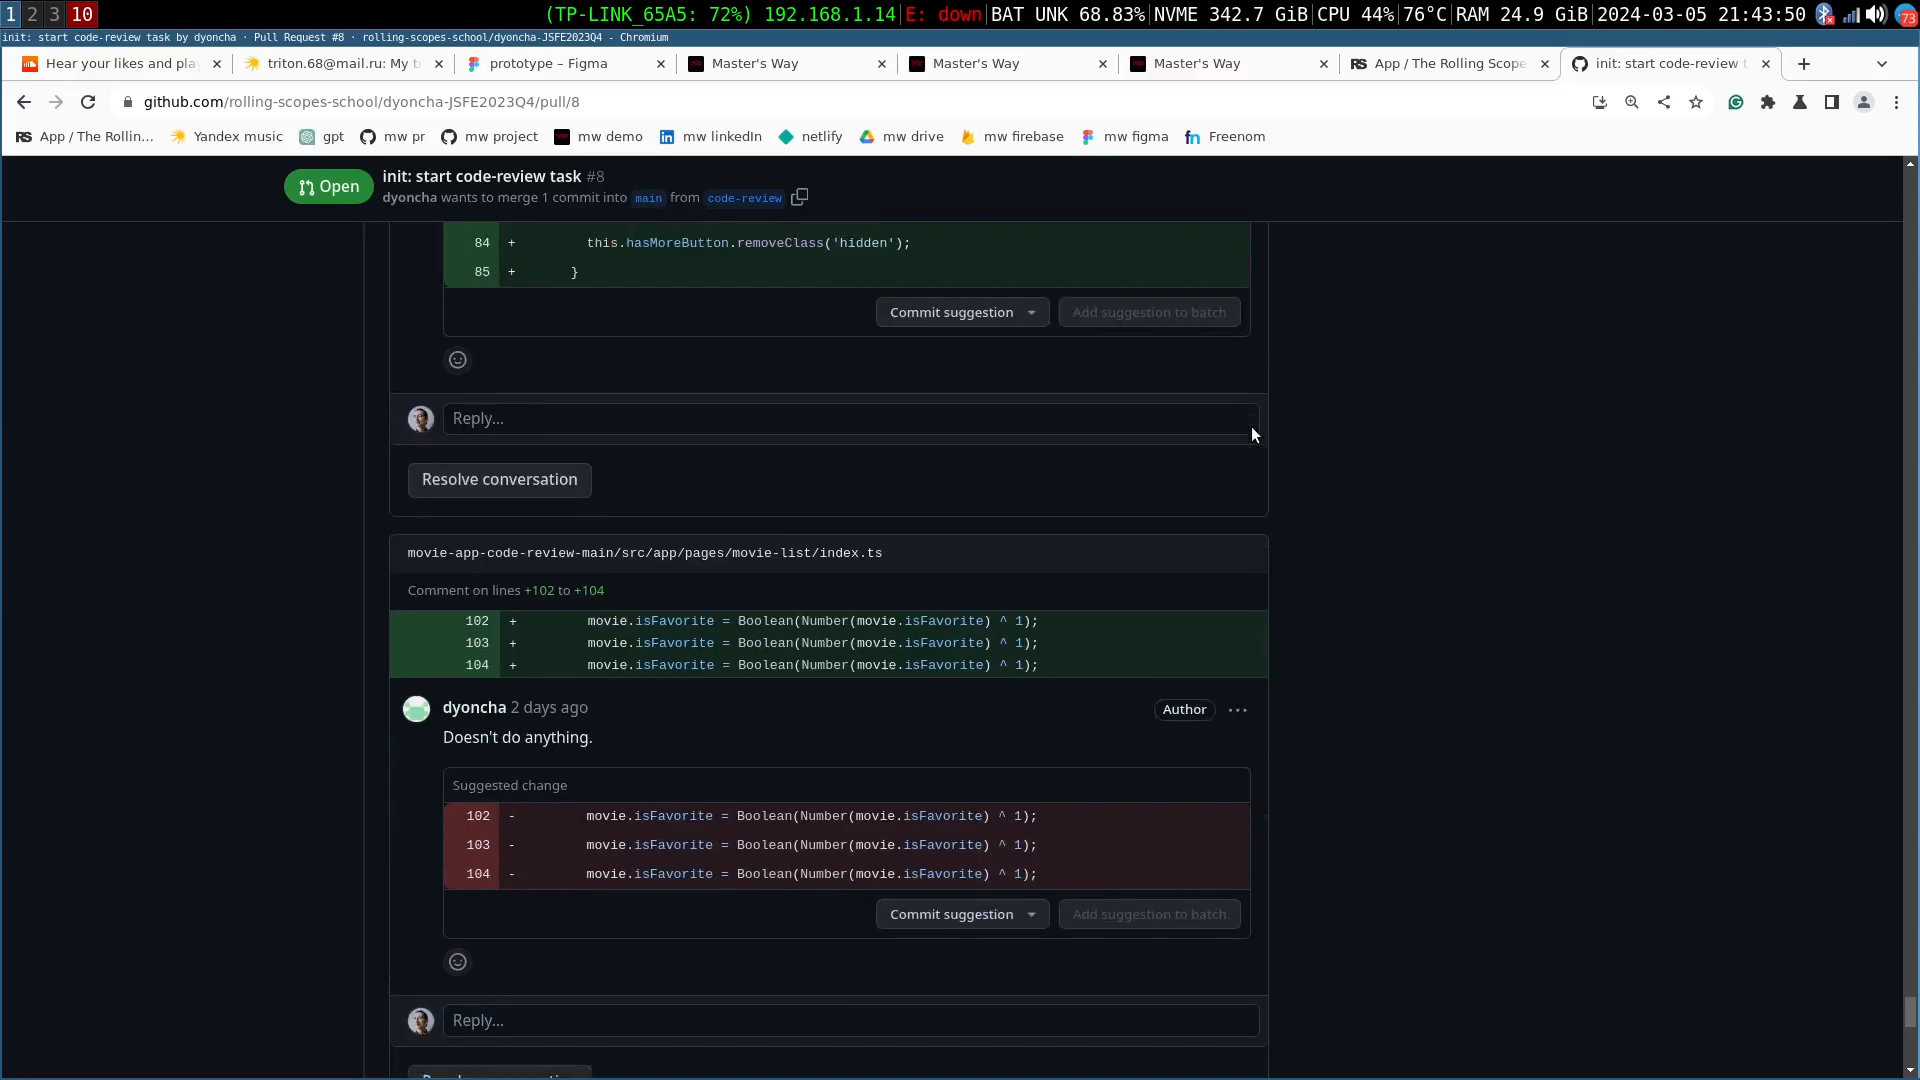 1 2 3 10 (TP-LINK_65A5: 72%) 192.168.1.14|E: down|BAT UNK 68.83%|NVME 342.7 GiB|CPU 44%|76°C|RAM 24.9 GiB|2024-03-05 21:43:50 73
init: start code-review task by dyoncha · Pull Request #8 · rolling-scopes-school/dyoncha-JSFE2023Q4 - Chromium
Hear your likes and pla triton.68@mail.ru: My t prototype – Figma Master's Way Master's Way Master's Way App / The Rolling Scope init: start code-review t
github.com/rolling-scopes-school/dyoncha-JSFE2023Q4/pull/8
App / The Rollin... Yandex music gpt mw pr mw project mw demo mw linkedIn netlify mw drive mw firebase mw figma Freenom
Open init: start code-review task #8
dyoncha wants to merge 1 commit into main from code-review
84 + this.hasMoreButton.removeClass('hidden');
85 + }
Commit suggestion Add suggestion to batch
Reply...
Resolve conversation
movie-app-code-review-main/src/app/pages/movie-list/index.ts
Comment on lines +102 to +104
102 + movie.isFavorite = Boolean(Number(movie.isFavorite) ^ 1);
103 + movie.isFavorite = Boolean(Number(movie.isFavorite) ^ 1);
104 + movie.isFavorite = Boolean(Number(movie.isFavorite) ^ 1);
dyoncha 2 days ago Author ...
Doesn't do anything.
Suggested change
102 - movie.isFavorite = Boolean(Number(movie.isFavorite) ^ 1);
103 - movie.isFavorite = Boolean(Number(movie.isFavorite) ^ 1);
104 - movie.isFavorite = Boolean(Number(movie.isFavorite) ^ 1);
Commit suggestion Add suggestion to batch
Reply...